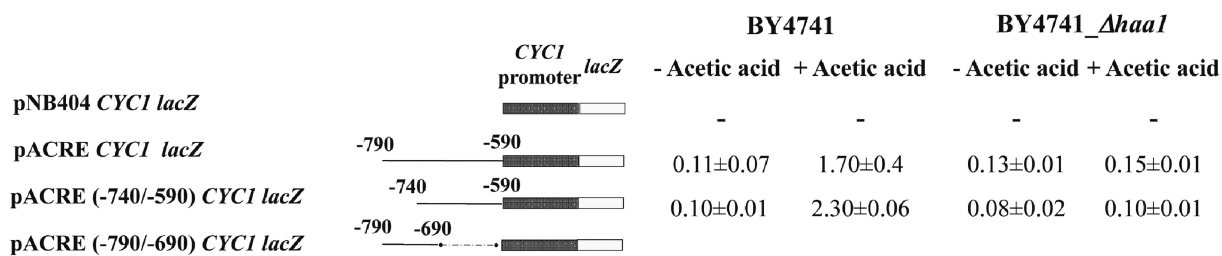 BY4741 BY4741_Δhaa1
CYC1 promoter lacZ - Acetic acid + Acetic acid - Acetic acid + Acetic acid
pNB404 CYC1 lacZ
- - - -
-790 -590
pACRE CYC1 lacZ
0.11±0.07 1.70±0.4 0.13±0.01 0.15±0.01
-740 -590
pACRE (-740/-590) CYC1 lacZ
0.10±0.01 2.30±0.06 0.08±0.02 0.10±0.01
-790 -690
pACRE (-790/-690) CYC1 lacZ